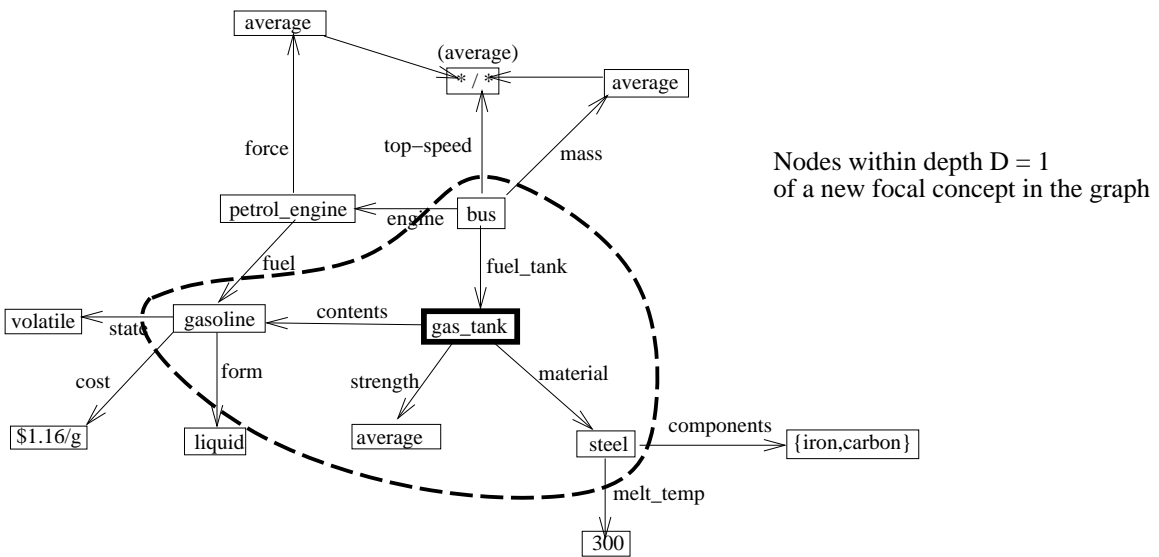 average
(average)
* / *
average
force
top-speed
mass
Nodes within depth D = 1
of a new focal concept in the graph
petrol_engine
engine
bus
fuel
fuel_tank
volatile
state
gasoline
contents
gas_tank
cost
form
strength
material
$1.16/g
liquid
average
steel
components
{iron,carbon}
melt_temp
300